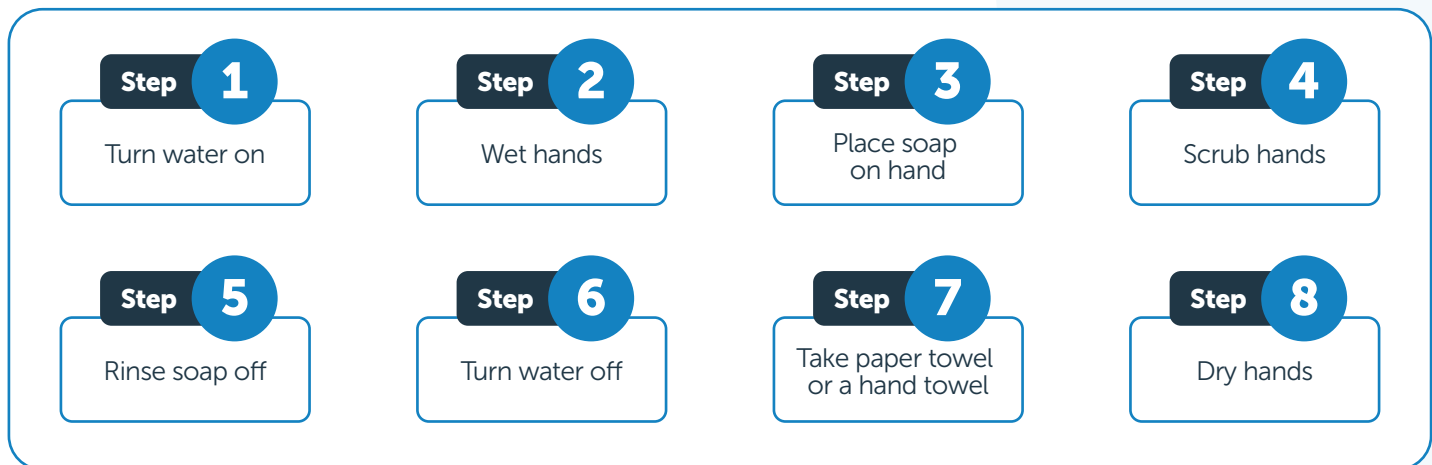 Step 1
Turn water on
Step 2
Wet hands
Step 3
Place soap
on hand
Step 4
Scrub hands
Step 5
Rinse soap off
Step 6
Turn water off
Step 7
Take paper towel
or a hand towel
Step 8
Dry hands